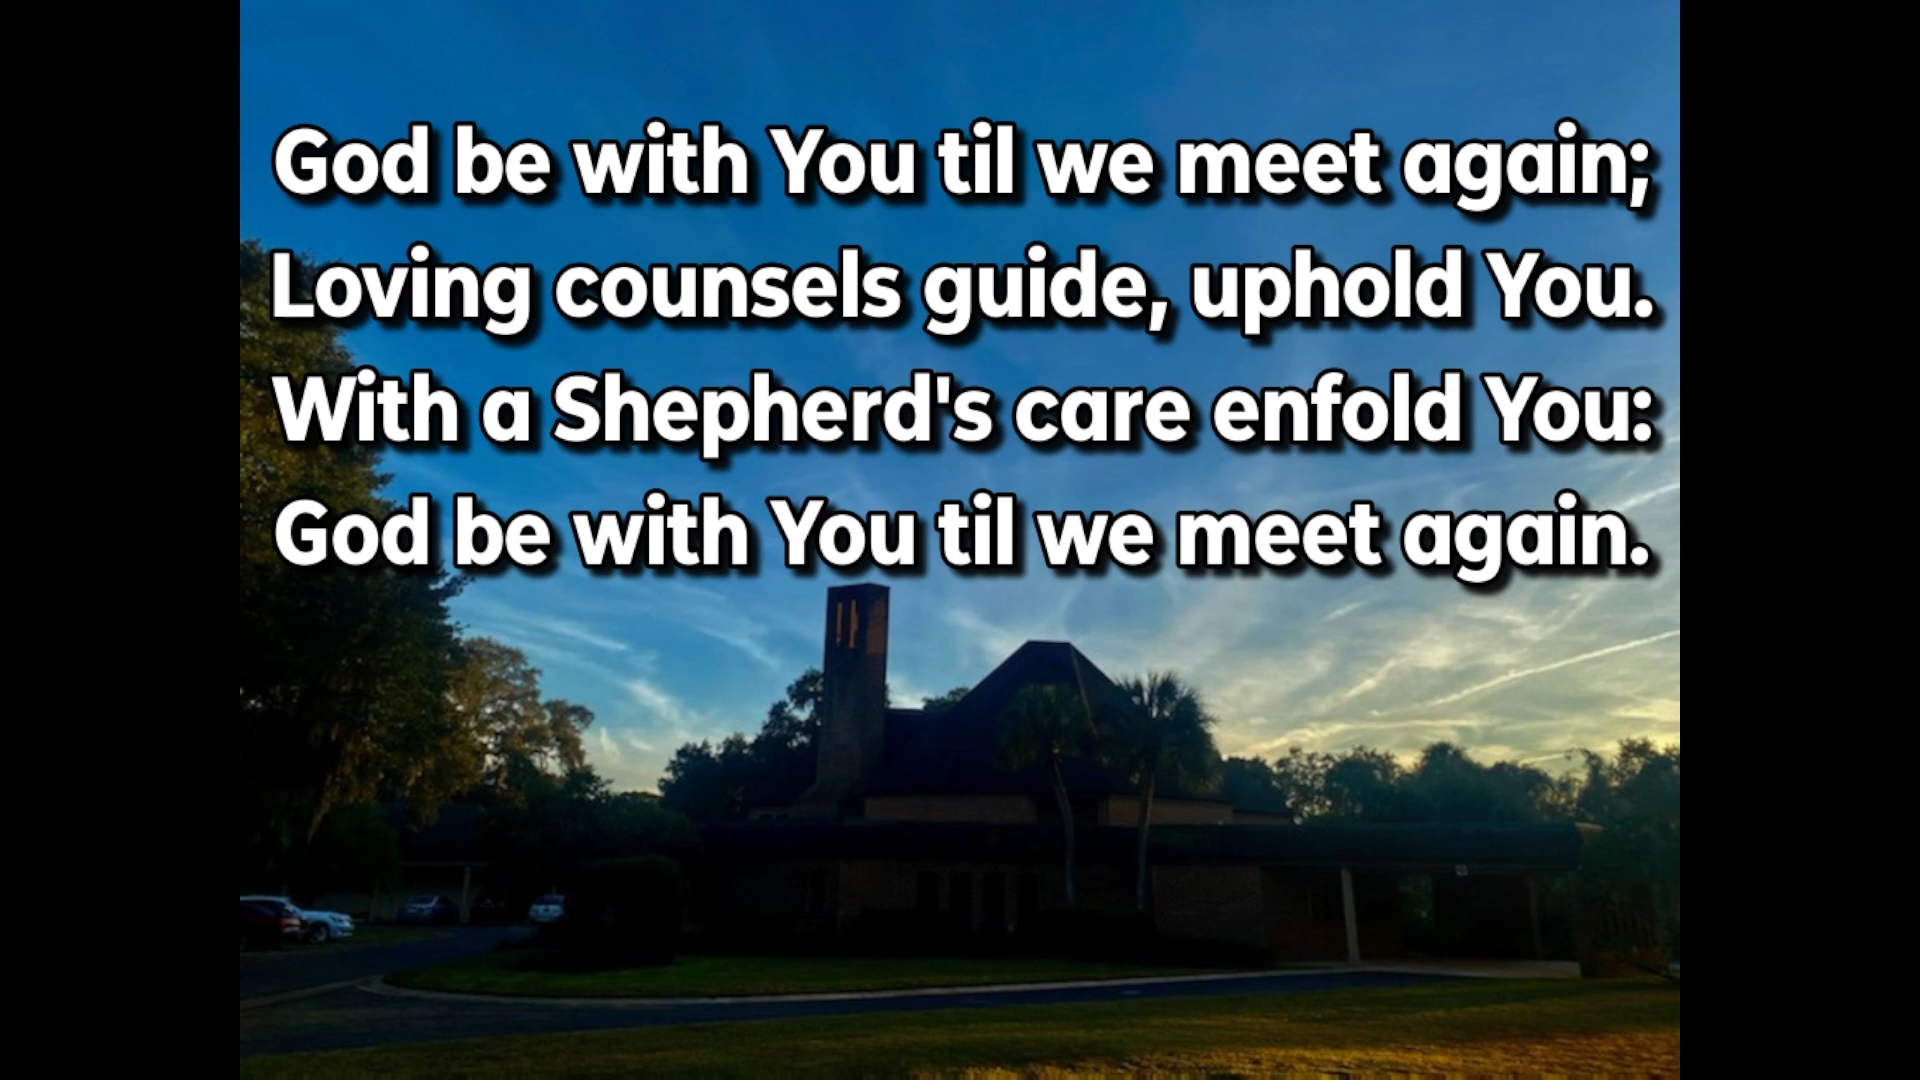 God be with You til we meet again;
Loving counsels guide, uphold You.
With a Shepherd's care enfold You:
God be with You til we meet again.